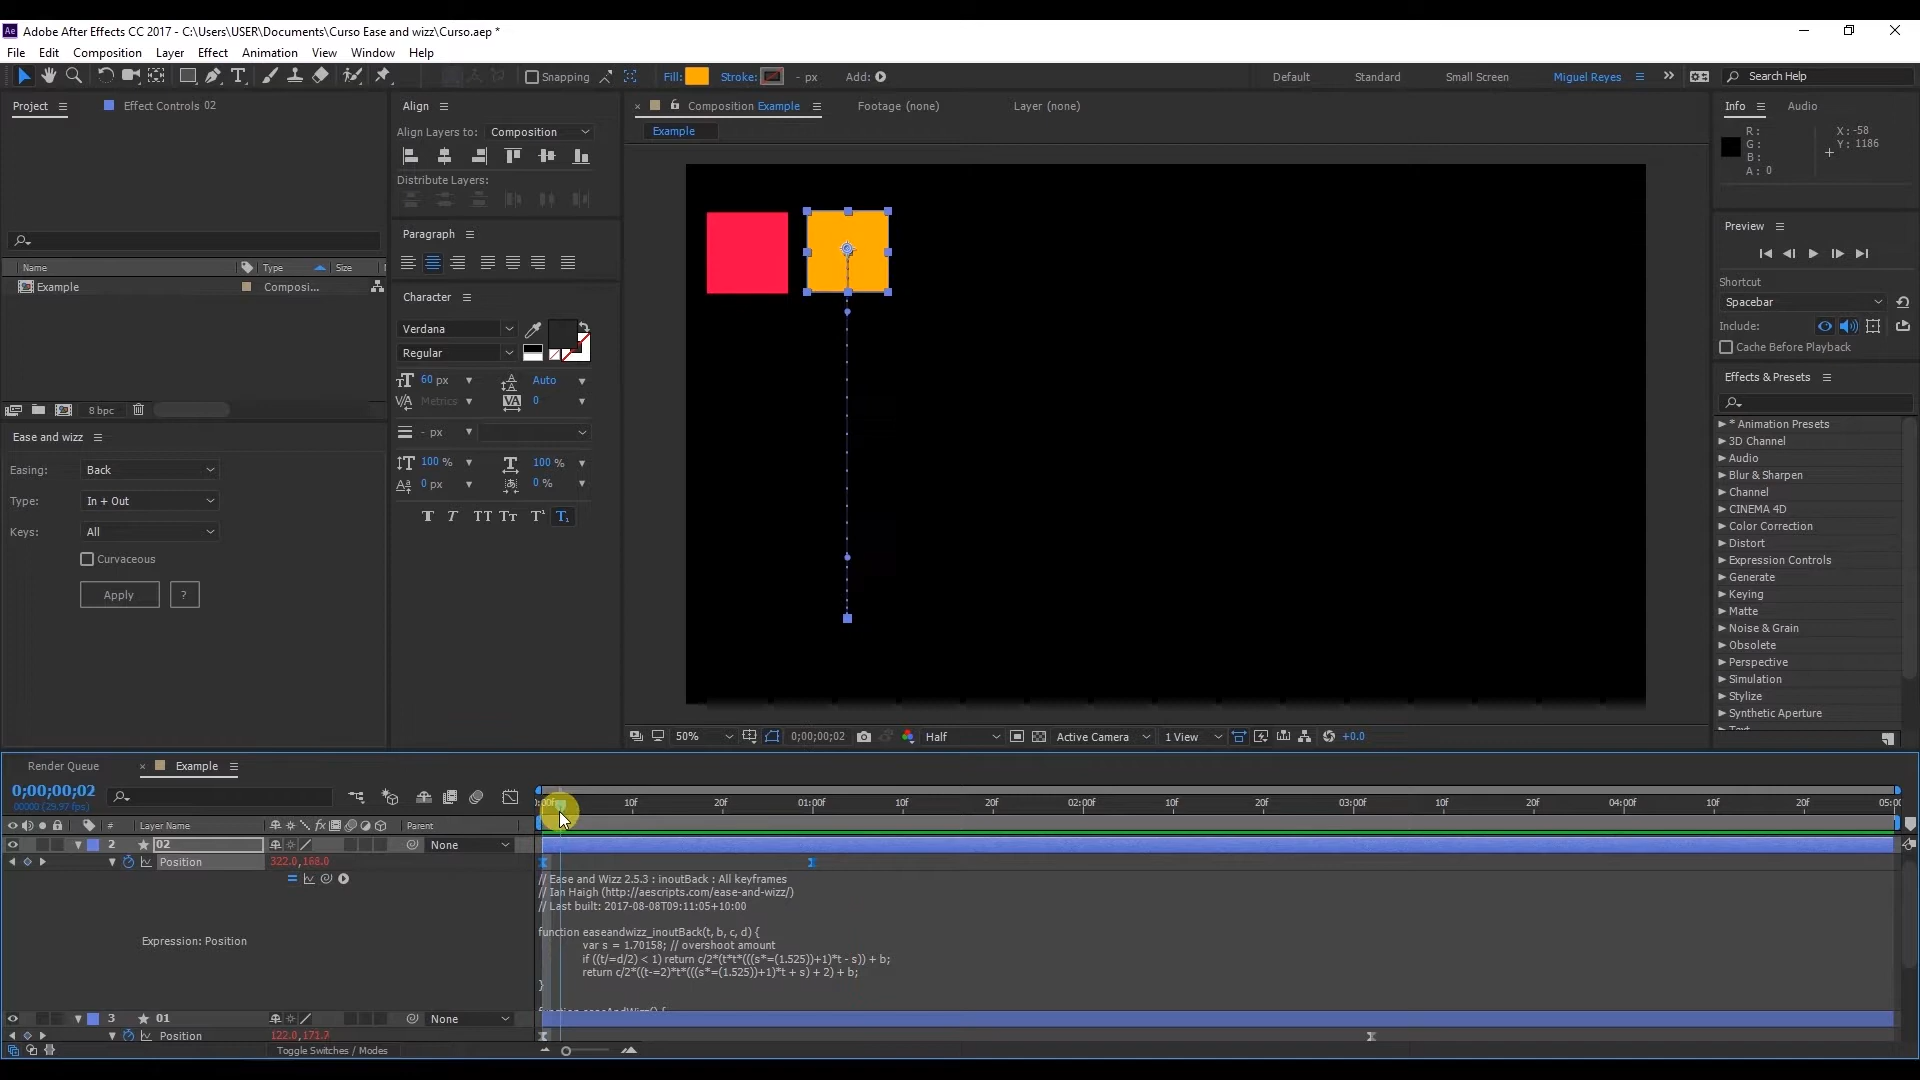 Adobe After Effects CC 2017 - C:\Users\USER\Documents\Curso Ease and wizz\Curso.aep *
File Edit Composition Layer Effect Animation View Window Help
Snapping Fill: Stroke: - px Add: Default Standard Small Screen Miguel Reyes Search Help
Project Effect Controls 02
Name Type Size
Example Composi...
8 bpc
Ease and wizz
Easing: Back
Type: In + Out
Keys: All
Curvaceous
Apply ?
Align
Align Layers to: Composition
Distribute Layers:
Paragraph
Character
Verdana
Regular
60 px Auto
Metrics 0
- px
100 % 100 %
0 px 0 %
T T TT TT T¹ T₁
Composition Example Footage (none) Layer (none)
Example
50% 0;00;00;02 Half Active Camera 1 View +0.0
Info Audio
R: X: -58
G: Y: 1186
B:
A: 0
Preview
Shortcut
Spacebar
Include:
Cache Before Playback
Effects & Presets
* Animation Presets
3D Channel
Audio
Blur & Sharpen
Channel
CINEMA 4D
Color Correction
Distort
Expression Controls
Generate
Keying
Matte
Noise & Grain
Obsolete
Perspective
Simulation
Stylize
Synthetic Aperture
Render Queue Example
0;00;00;02
00000 (29.97 fps)
# Layer Name Parent
:00f 10f 20f 01:00f 10f 20f 02:00f 10f 20f 03:00f 10f 20f 04:00f 10f 20f 05:00
2 02 None
Position 322.0,168.0
Expression: Position
// Ease and Wizz 2.5.3 : inoutBack : All keyframes
// Ian Haigh (http://aescripts.com/ease-and-wizz/)
// Last built: 2017-08-08T09:11:05+10:00
function easeandwizz_inoutBack(t, b, c, d) {
var s = 1.70158; // overshoot amount
if ((t/=d/2) < 1) return c/2*(t*t*(((s*=(1.525))+1)*t - s)) + b;
return c/2*((t-=2)*t*(((s*=(1.525))+1)*t + s) + 2) + b;
}
3 01 None
Position 122.0,171.7
Toggle Switches / Modes